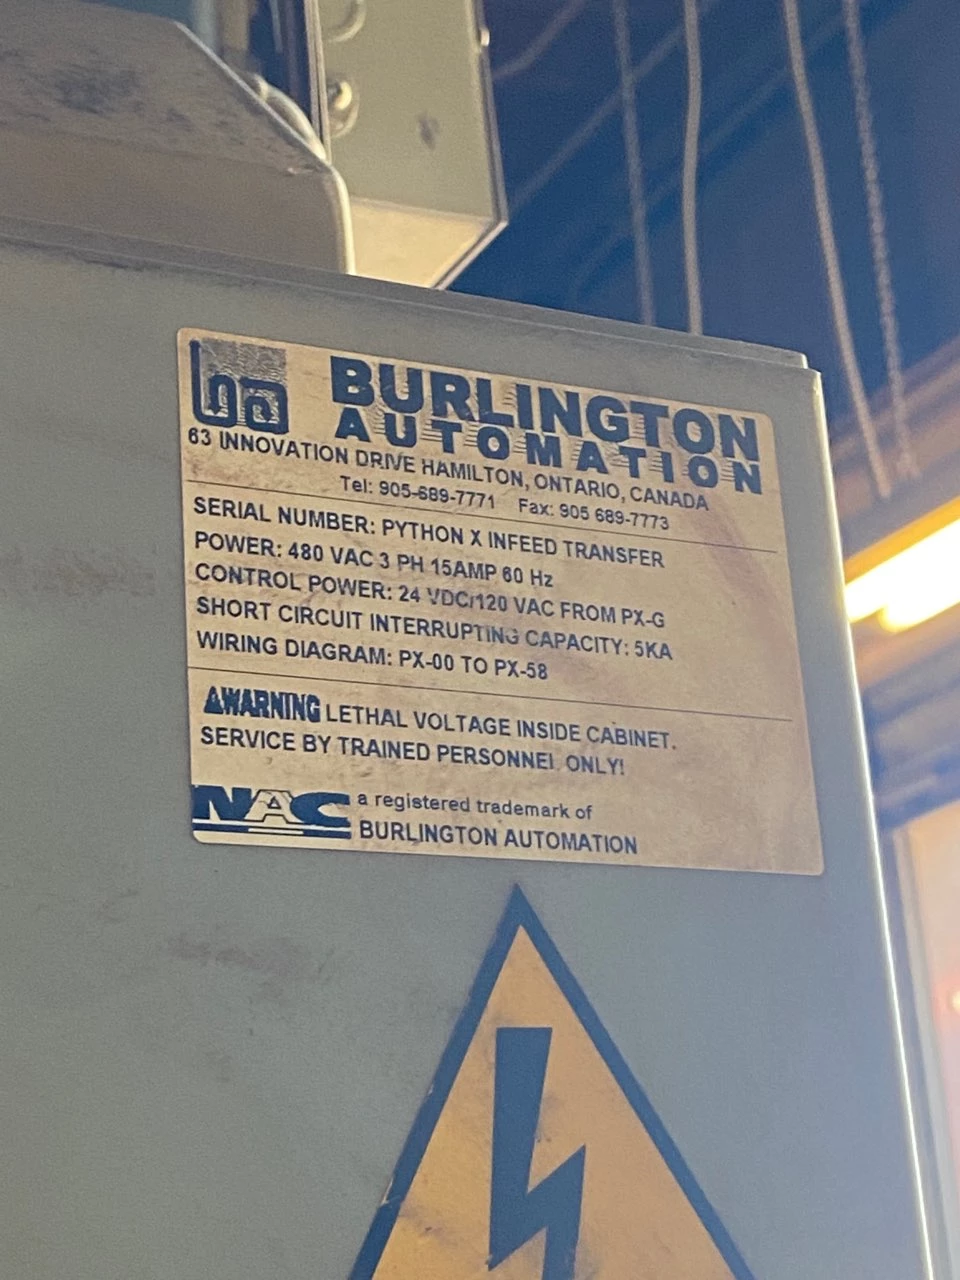 ba
BURLINGTON
AUTOMATION
63 INNOVATION DRIVE HAMILTON, ONTARIO, CANADA
Tel: 905-689-7771 Fax: 905 689-7773
SERIAL NUMBER: PYTHON X INFEED TRANSFER
POWER: 480 VAC 3 PH 15AMP 60 Hz
CONTROL POWER: 24 VDC/120 VAC FROM PX-G
SHORT CIRCUIT INTERRUPTING CAPACITY: 5KA
WIRING DIAGRAM: PX-00 TO PX-58
WARNING LETHAL VOLTAGE INSIDE CABINET.
SERVICE BY TRAINED PERSONNEL ONLY!
NAC a registered trademark of
BURLINGTON AUTOMATION